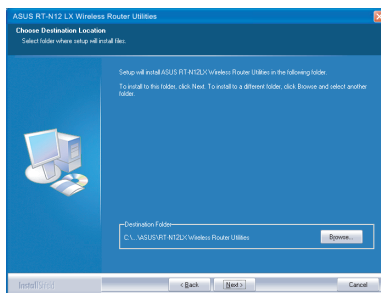 ASUS RT-N12 LX Wireless Router Utilities
Choose Destination Location
Select folder where setup will install files.
Setup will install ASUS RT-N12LX Wireless Router Utilities in the following folder.
To install to this folder, click Next. To install to a different folder, click Browse and select another
folder.
Destination Folder
C:\...\ASUS\RT-N12LX Wireless Router Utilities
Browse...
InstallShield
< Back
Next >
Cancel